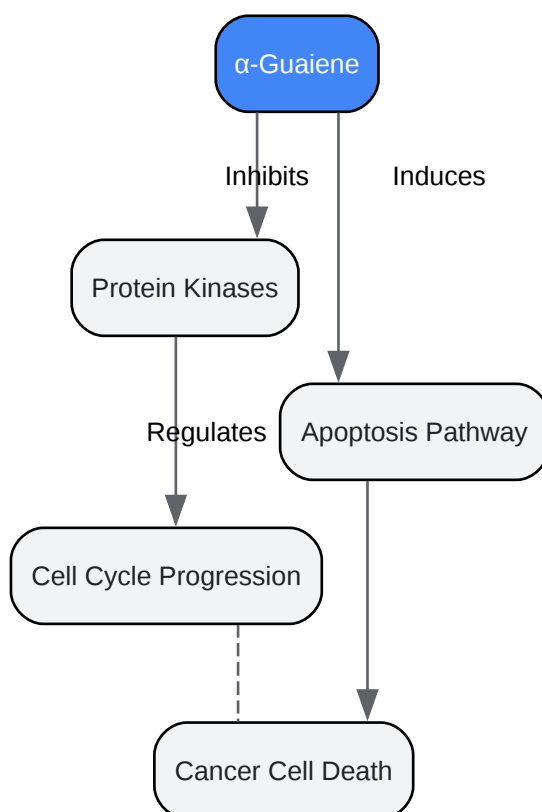 α-Guaiene
Inhibits
Induces
Protein Kinases
Regulates
Apoptosis Pathway
Cell Cycle Progression
Cancer Cell Death